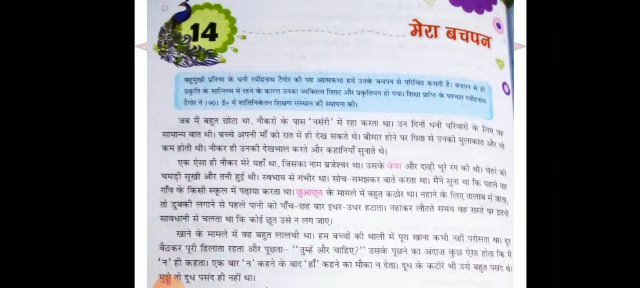 14
मेरा बचपन
बहुमुखी प्रतिभा के धनी रवींद्रनाथ टैगोर की यह आत्मकथा हमें उनके बचपन से परिचित कराती है। बचपन से ही
प्रकृति के सान्निध्य में रहने के कारण उनका व्यक्तित्व विराट और प्रकृतिमय हो गया। शिक्षा प्राप्ति के पश्चात रवींद्रनाथ
टैगोर ने 1901 ई० में शांतिनिकेतन शिक्षण संस्थान की स्थापना की।
जब मैं बहुत छोटा था, नौकरों के पास 'नर्सरी' में रहा करता था। उन दिनों धनी परिवारों के लिए यह
सामान्य बात थी। बच्चे अपनी माँ को रात में ही देख सकते थे। बीमार होने पर पिता से उनकी मुलाकात और भी
कम होती थी। नौकर ही उनकी देखभाल करते और कहानियाँ सुनाते थे।
एक ऐसा ही नौकर मेरे यहाँ था, जिसका नाम ब्रजेश्वर था। उसके केश और दाढ़ी भूरे रंग की थी। चेहरे की
चमड़ी सूखी और तनी हुई थी। स्वभाव से गंभीर था। सोच-समझकर बातें करता था। मैंने सुना था कि पहले वह
गाँव के किसी स्कूल में पढ़ाया करता था। छुआछूत के मामले में बहुत कठोर था। नहाने के लिए तालाब में जाता,
तो डुबकी लगाने से पहले पानी को पाँच-छह बार इधर-उधर हटाता। नहाकर लौटते समय वह रास्ते पर इतनी
सावधानी से चलता था कि कोई छूत उसे न लग जाए।
खाने के मामले में वह बहुत लालची था। हम बच्चों की थाली में पूरा खाना कभी नहीं परोसता था। दूर
बैठकर पूरी हिलाता रहता और पूछता– "तुम्हें और चाहिए?" उसके पूछने का अंदाज कुछ ऐसा होता कि मैं
'न' ही कहता। एक बार 'न' कहने के बाद 'हाँ' कहने का मौका न देता। दूध के कटोरे भी उसे बहुत पसंद थे।
मुझे तो दूध पसंद ही नहीं था।